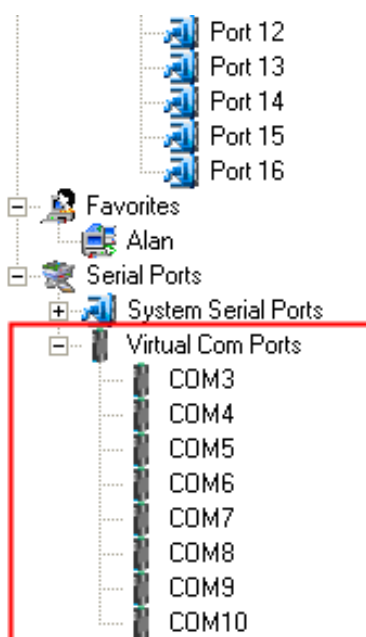 Port 12
Port 13
Port 14
Port 15
Port 16
Favorites
Alan
Serial Ports
System Serial Ports
Virtual Com Ports
COM3
COM4
COM5
COM6
COM7
COM8
COM9
COM10